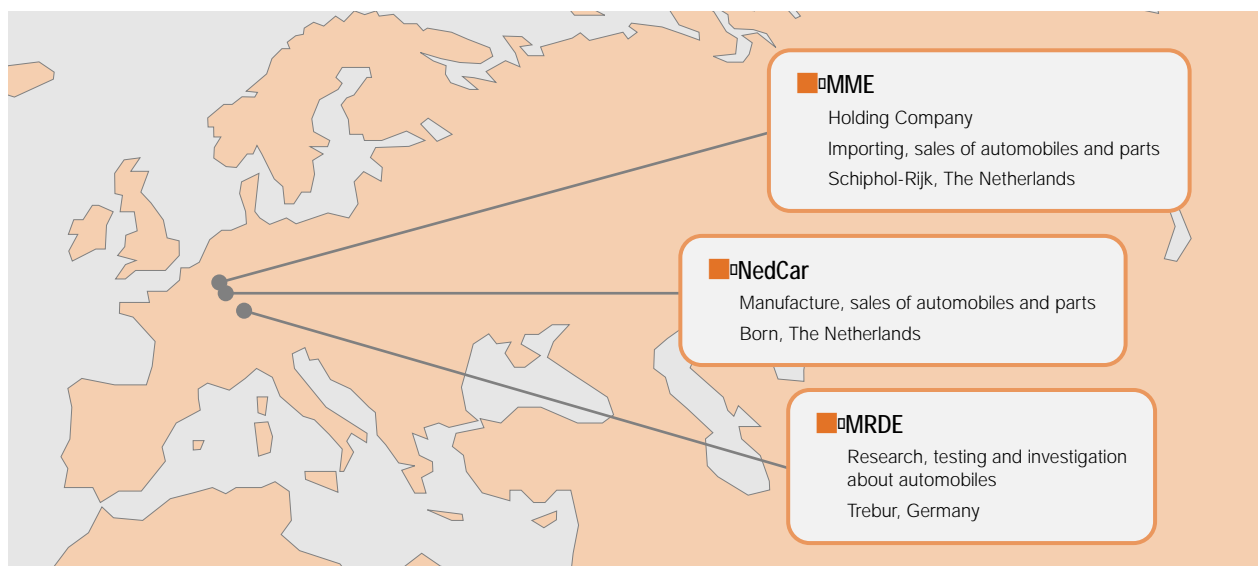 MME
Holding Company
Importing, sales of automobiles and parts
Schiphol-Rijk, The Netherlands
NedCar
Manufacture, sales of automobiles and parts
Born, The Netherlands
MRDE
Research, testing and investigation
about automobiles
Trebur, Germany